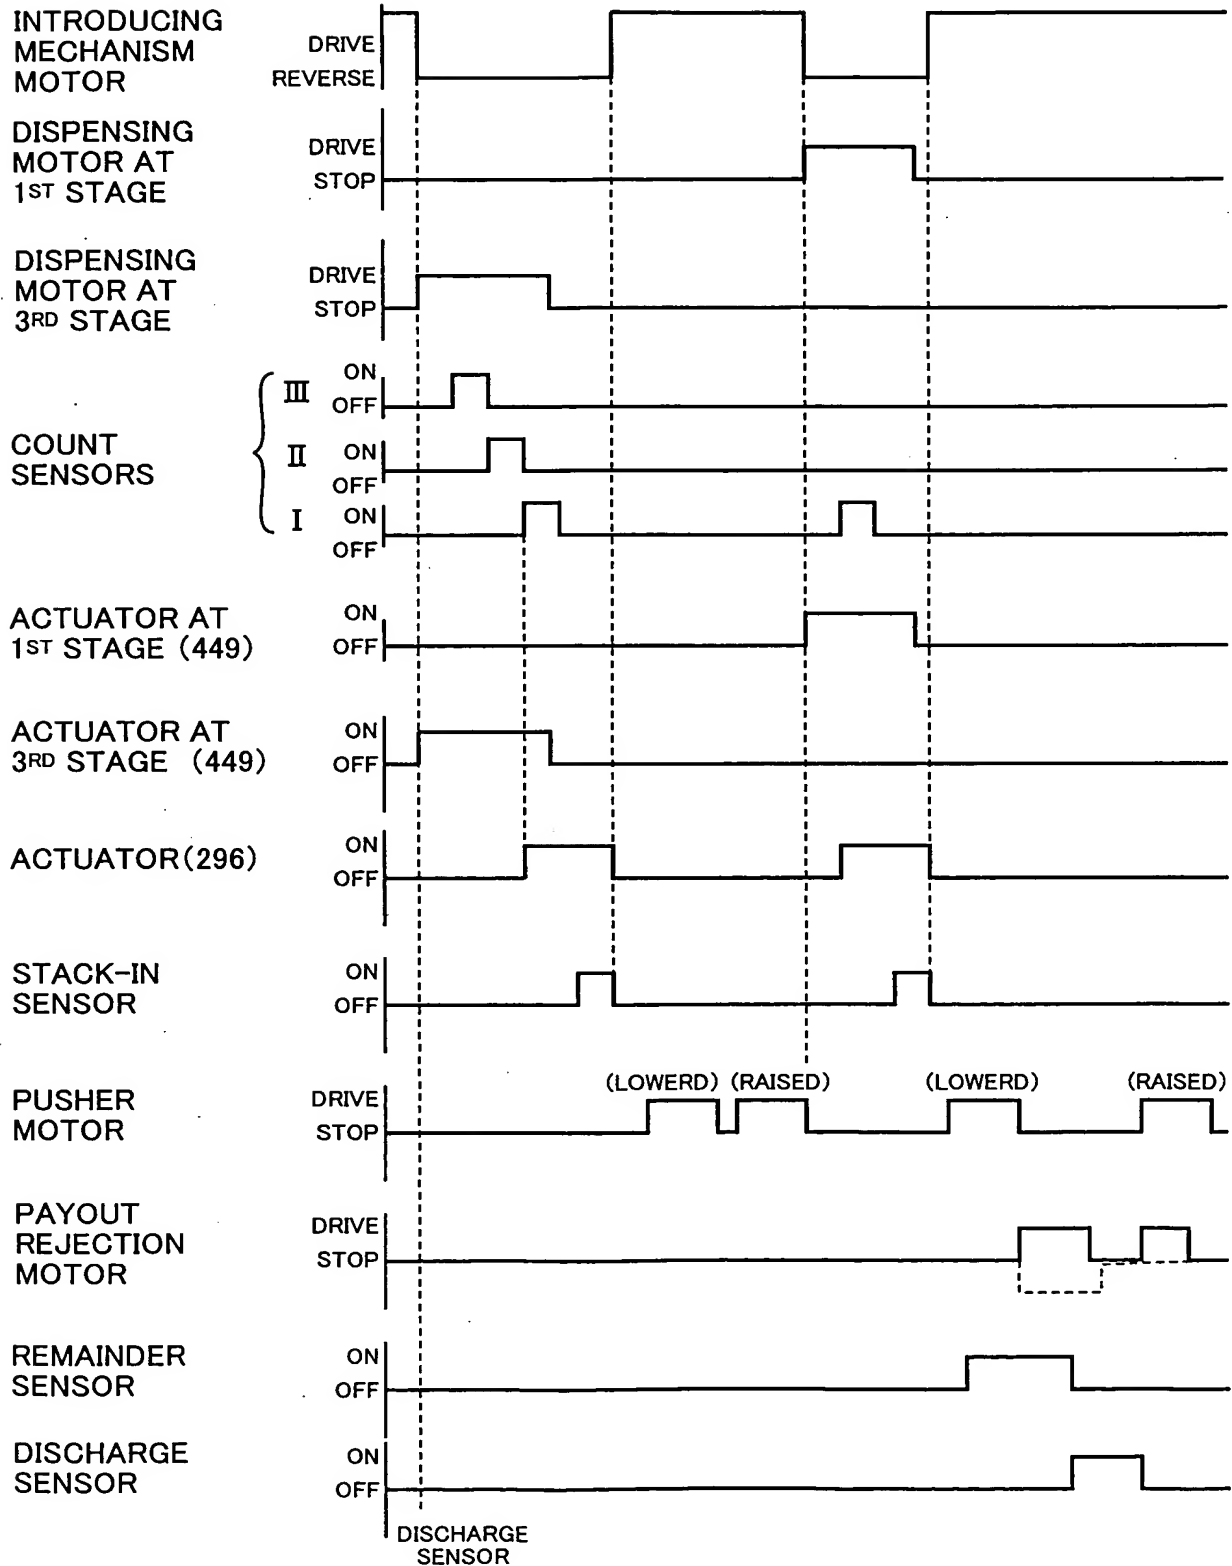 INTRODUCING
MECHANISM
MOTOR
DRIVE
REVERSE
DISPENSING
MOTOR AT
1ST STAGE
DRIVE
STOP
DISPENSING
MOTOR AT
3RD STAGE
DRIVE
STOP
COUNT
SENSORS
III
ON
OFF
II
ON
OFF
I
ON
OFF
ACTUATOR AT
1ST STAGE (449)
ON
OFF
ACTUATOR AT
3RD STAGE (449)
ON
OFF
ACTUATOR(296)
ON
OFF
STACK-IN
SENSOR
ON
OFF
PUSHER
MOTOR
DRIVE
STOP
(LOWERD) (RAISED) (LOWERD) (RAISED)
PAYOUT
REJECTION
MOTOR
DRIVE
STOP
REMAINDER
SENSOR
ON
OFF
DISCHARGE
SENSOR
ON
OFF
DISCHARGE
SENSOR